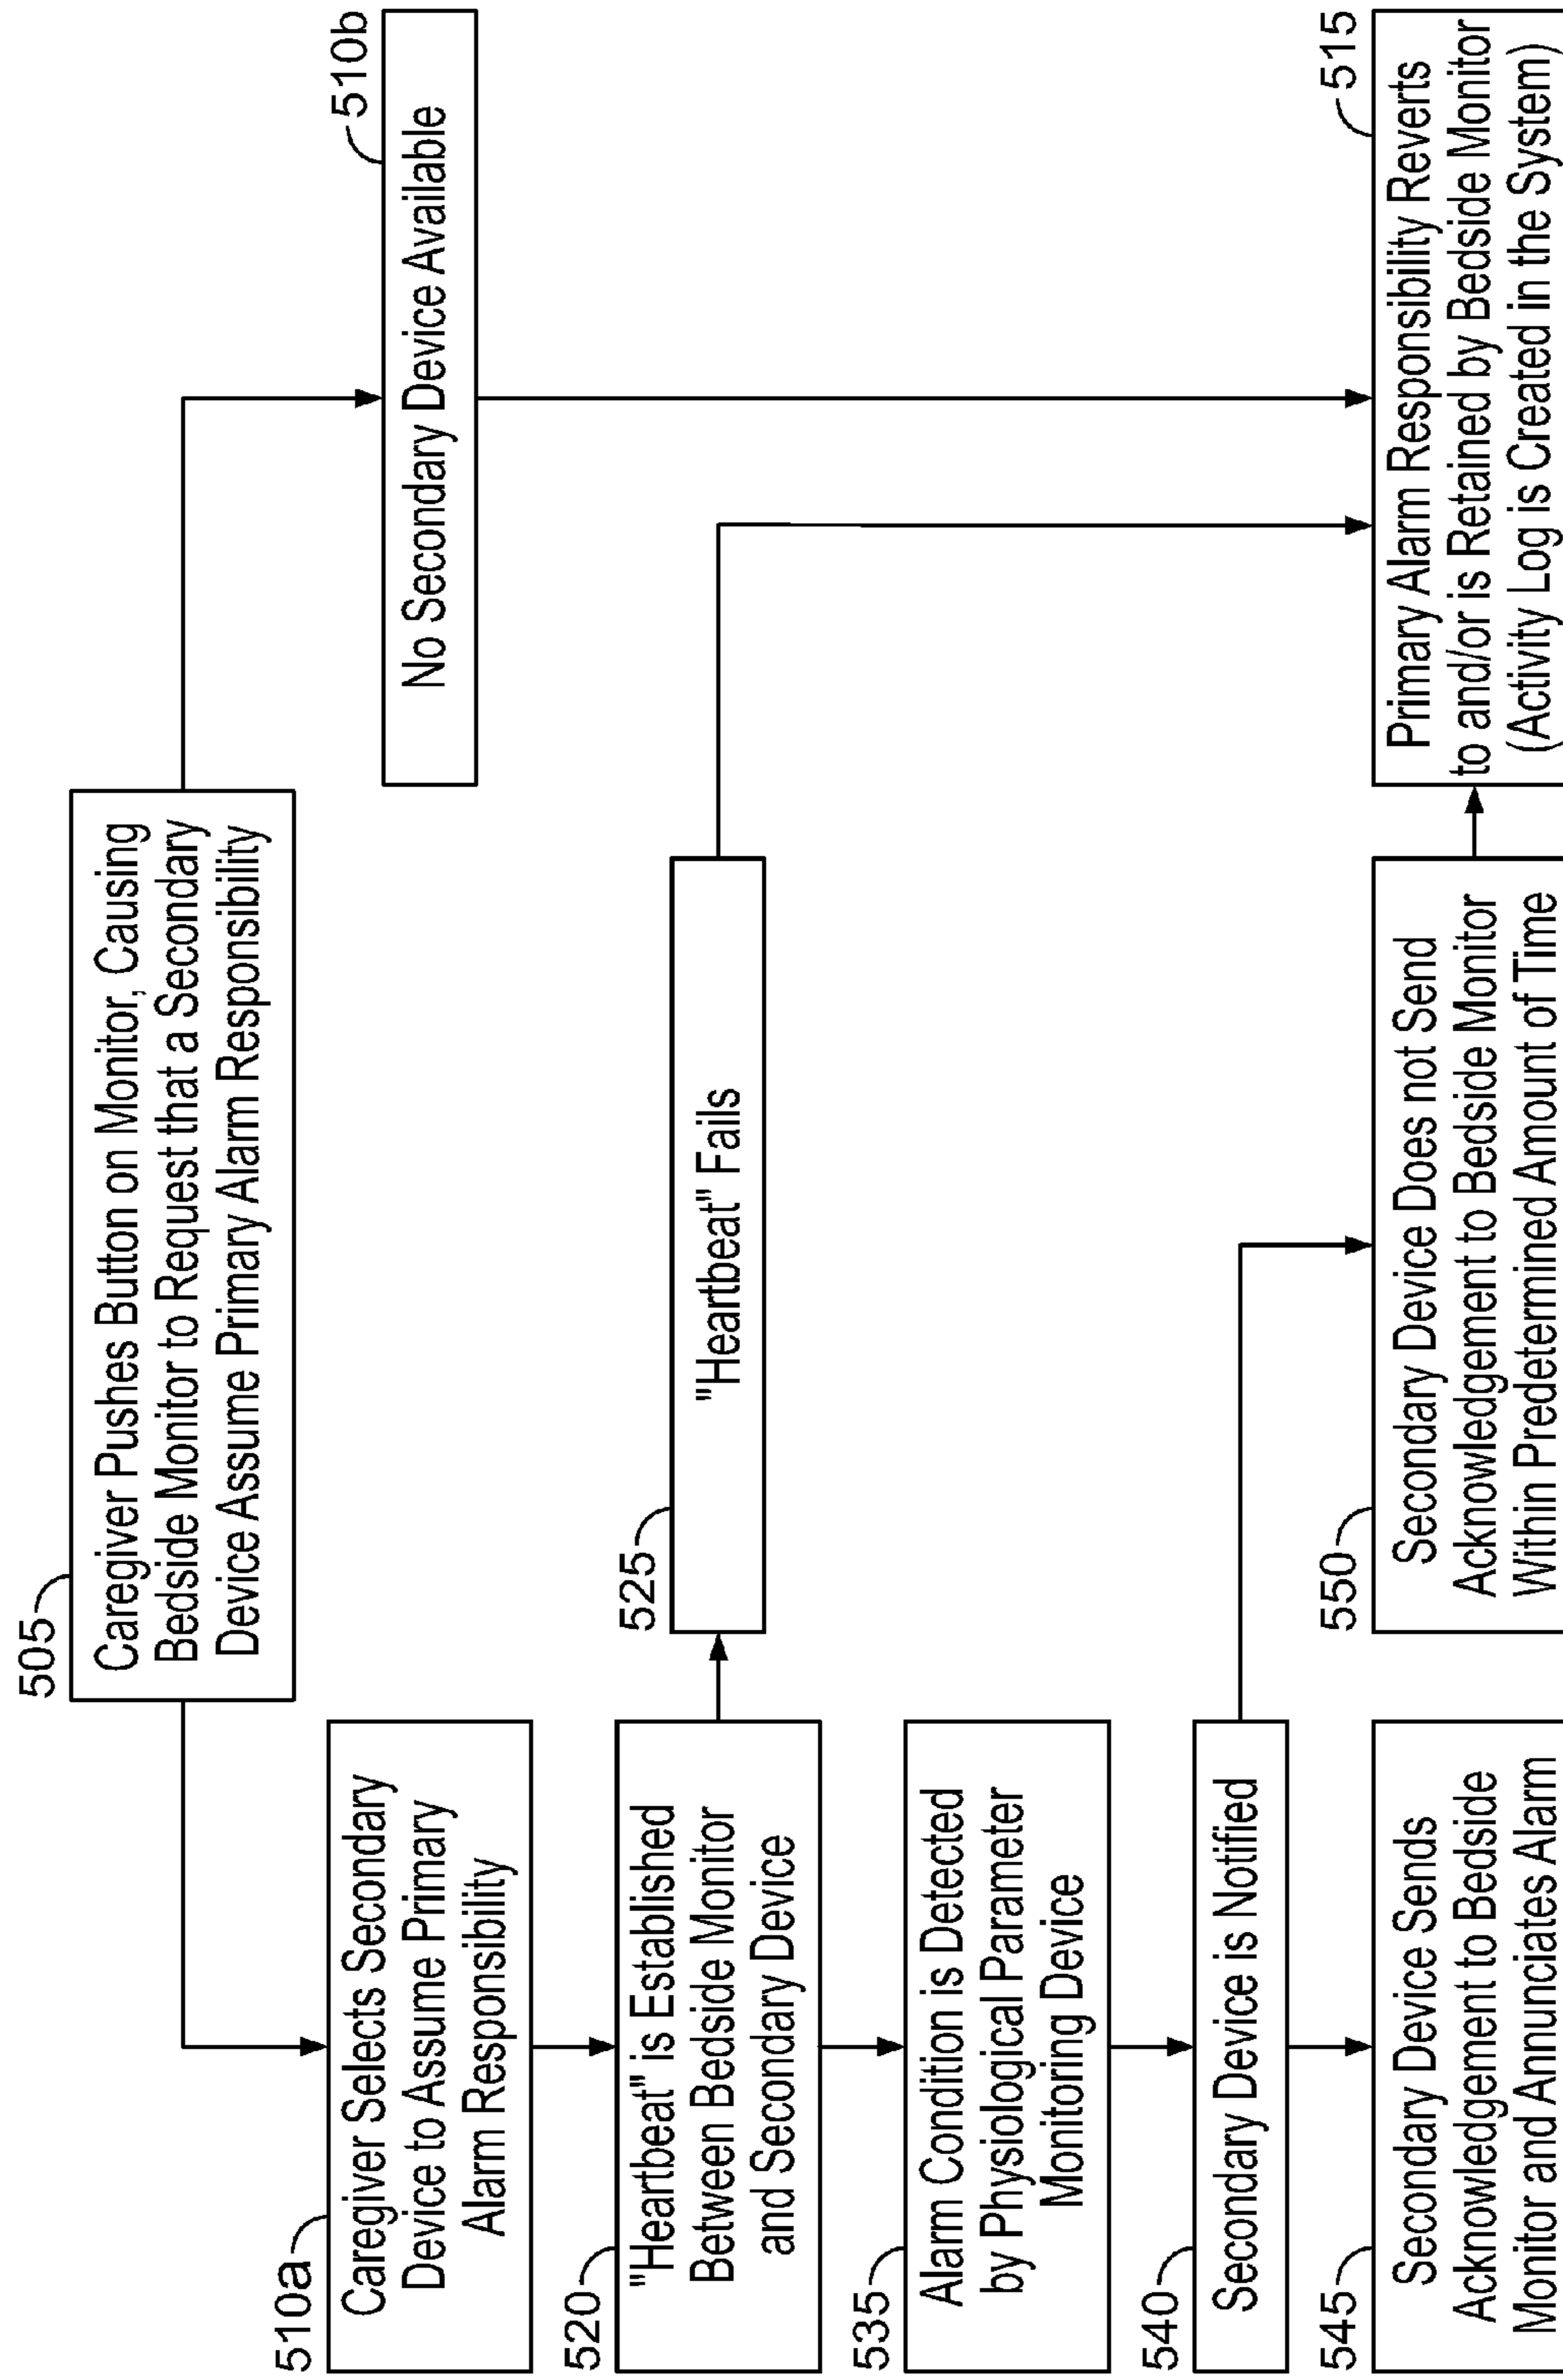 505
Caregiver Pushes Button on Monitor, Causing
Bedside Monitor to Request that a Secondary
Device Assume Primary Alarm Responsibility
510a
Caregiver Selects Secondary
Device to Assume Primary
Alarm Responsibility
510b
No Secondary Device Available
520
"Heartbeat" is Established
Between Bedside Monitor
and Secondary Device
525
"Heartbeat" Fails
535
Alarm Condition is Detected
by Physiological Parameter
Monitoring Device
540
Secondary Device is Notified
545
Secondary Device Sends
Acknowledgement to Bedside
Monitor and Annunciates Alarm
550
Secondary Device Does not Send
Acknowledgement to Bedside Monitor
Within Predetermined Amount of Time
515
Primary Alarm Responsibility Reverts
to and/or is Retained by Bedside Monitor
(Activity Log is Created in the System)